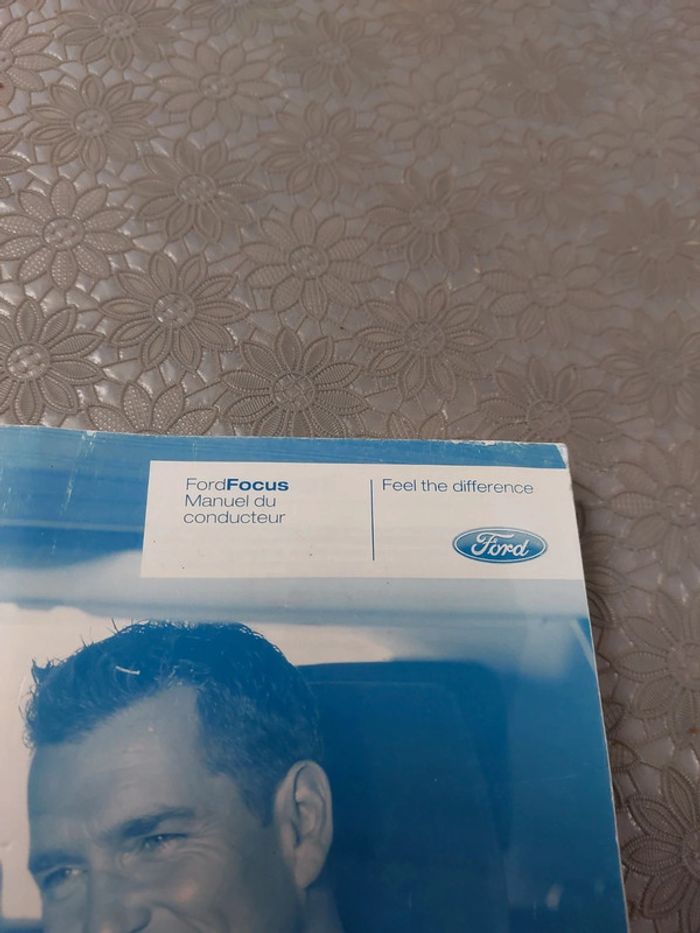 FordFocus
Manuel du
conducteur
Feel the difference
Ford